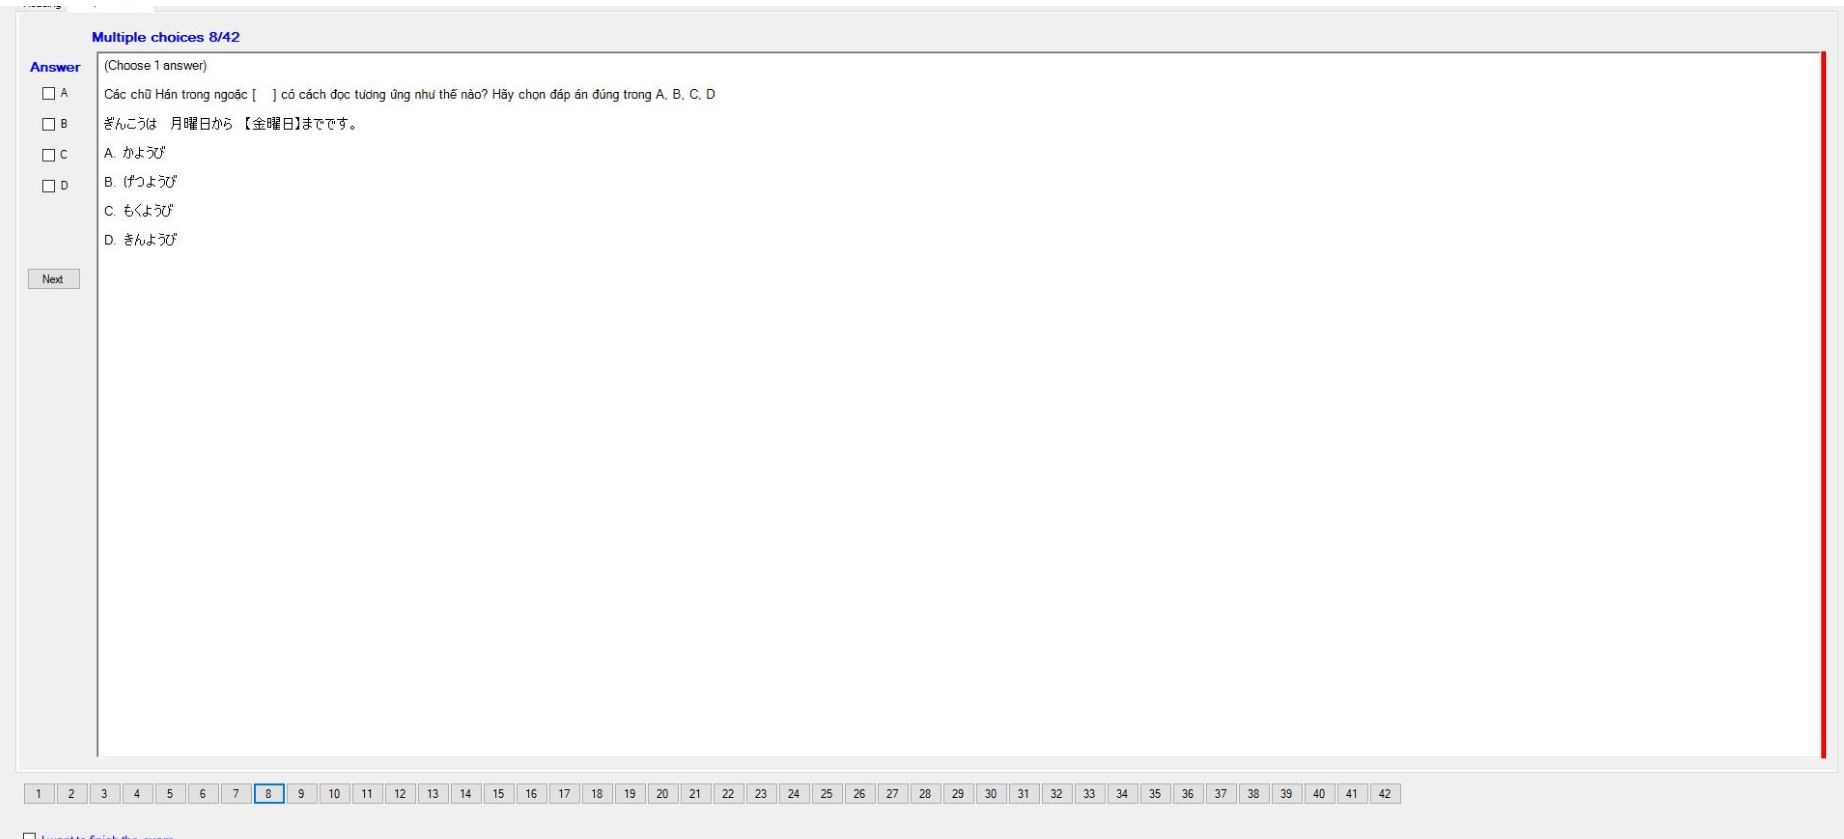 Multiple choices 8/42
Answer
(Choose 1 answer)
A
Các chữ Hán trong ngoặc [ ] có cách đọc tương ứng như thế nào? Hãy chọn đáp án đúng trong A, B, C, D
B
ぎんこうは 月曜日から 【金曜日】までです。
C
A. かようび
D
B. げつようび
C. もくようび
D. きんようび
Next
1 2 3 4 5 6 7 8 9 10 11 12 13 14 15 16 17 18 19 20 21 22 23 24 25 26 27 28 29 30 31 32 33 34 35 36 37 38 39 40 41 42
I want to finish the exam